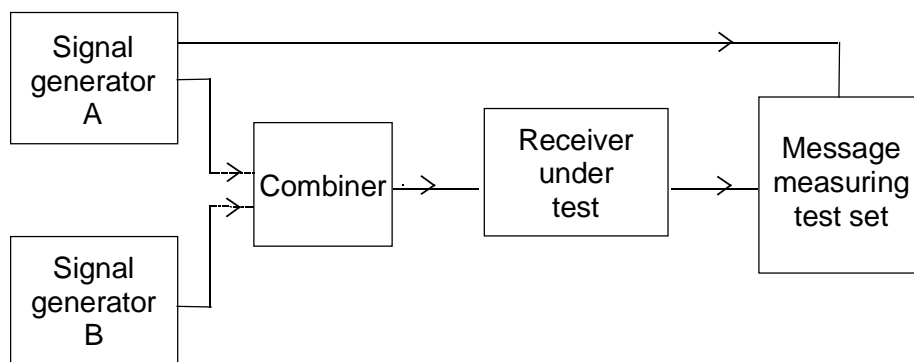 Signal
generator
A
Combiner
Receiver
under
test
Message
measuring
test set
Signal
generator
B